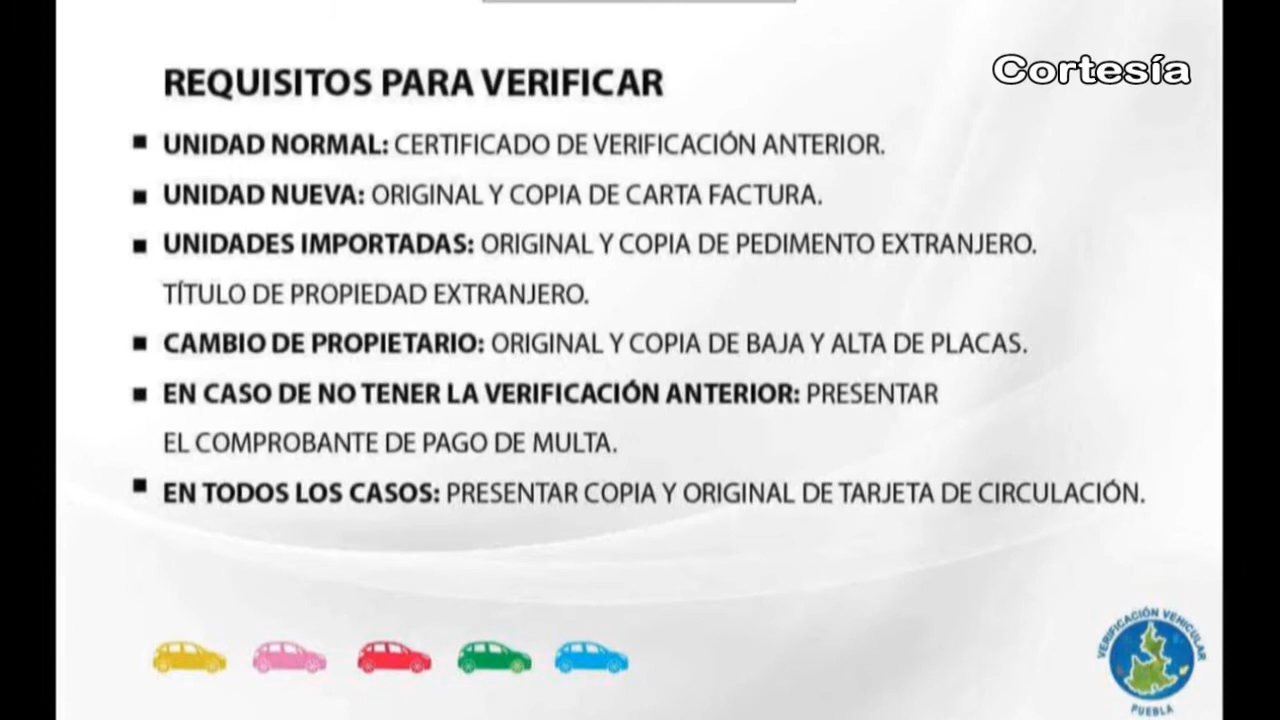 Cortesía
REQUISITOS PARA VERIFICAR
UNIDAD NORMAL: CERTIFICADO DE VERIFICACIÓN ANTERIOR.
UNIDAD NUEVA: ORIGINAL Y COPIA DE CARTA FACTURA.
UNIDADES IMPORTADAS: ORIGINAL Y COPIA DE PEDIMENTO EXTRANJERO.
TÍTULO DE PROPIEDAD EXTRANJERO.
CAMBIO DE PROPIETARIO: ORIGINAL Y COPIA DE BAJA Y ALTA DE PLACAS.
EN CASO DE NO TENER LA VERIFICACIÓN ANTERIOR: PRESENTAR
EL COMPROBANTE DE PAGO DE MULTA.
EN TODOS LOS CASOS: PRESENTAR COPIA Y ORIGINAL DE TARJETA DE CIRCULACIÓN.
VERIFICACIÓN VEHICULAR
PUEBLA